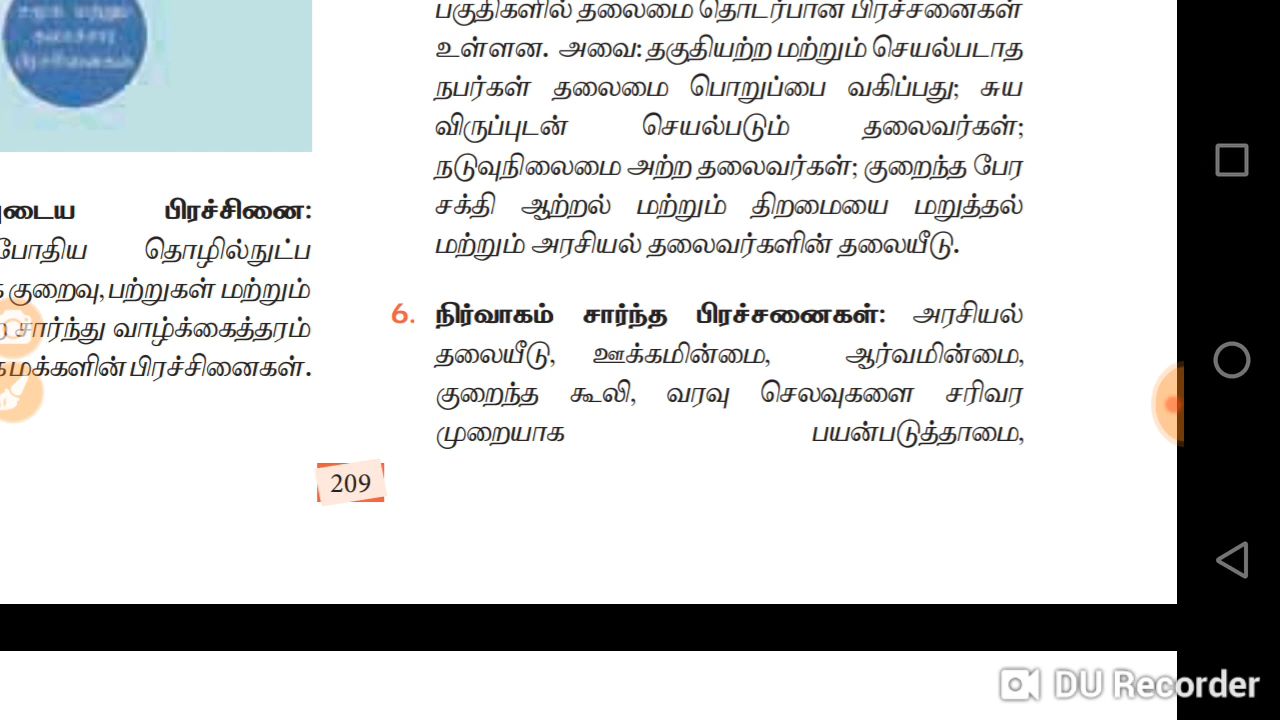 பகுதிகளில் தலைமை தொடர்பான பிரச்சனைகள்
உள்ளன. அவை: தகுதியற்ற மற்றும் செயல்படாத
நபர்கள் தலைமை பொறுப்பை வகிப்பது; சுய
விருப்புடன் செயல்படும் தலைவர்கள்;
நடுவுநிலைமை அற்ற தலைவர்கள்; குறைந்த பேர
சக்தி ஆற்றல் மற்றும் திறமையை மறுத்தல்
மற்றும் அரசியல் தலைவர்களின் தலையீடு.
6. நிர்வாகம் சார்ந்த பிரச்சனைகள்: அரசியல்
தலையீடு, ஊக்கமின்மை, ஆர்வமின்மை,
குறைந்த கூலி, வரவு செலவுகளை சரிவர
முறையாக பயன்படுத்தாமை,
பிரச்சினை:
போதிய தொழில்நுட்ப
குறைவு, பற்றுகள் மற்றும்
சார்ந்து வாழ்க்கைத்தரம்
மக்களின் பிரச்சினைகள்.
209
DU Recorder